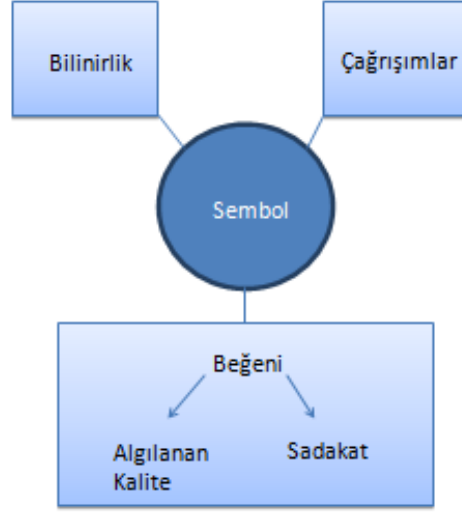 Bilinirlik
Çağrışımlar
Sembol
Beğeni
Algılanan
Kalite
Sadakat